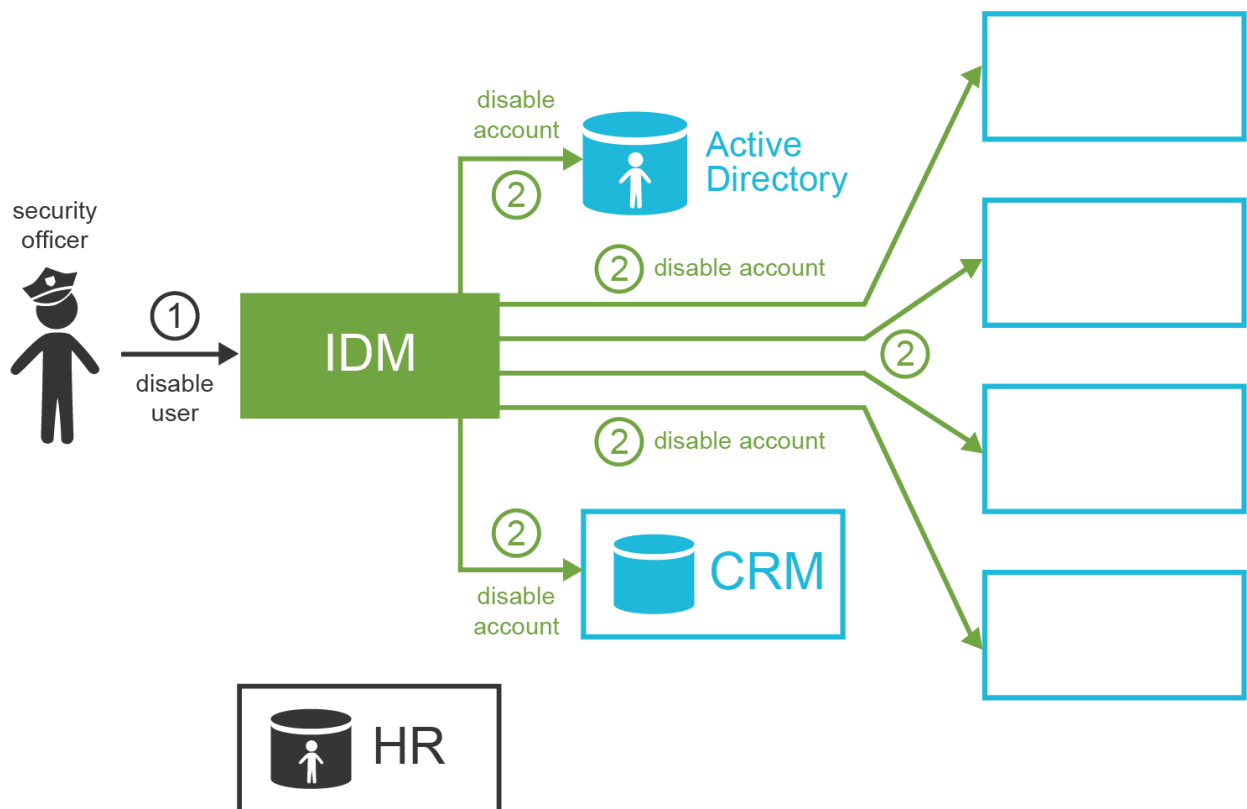 disable
account
Active
Directory
2
security
officer
2 disable account
1
IDM
2
disable
user
2 disable account
2
CRM
disable
account
HR